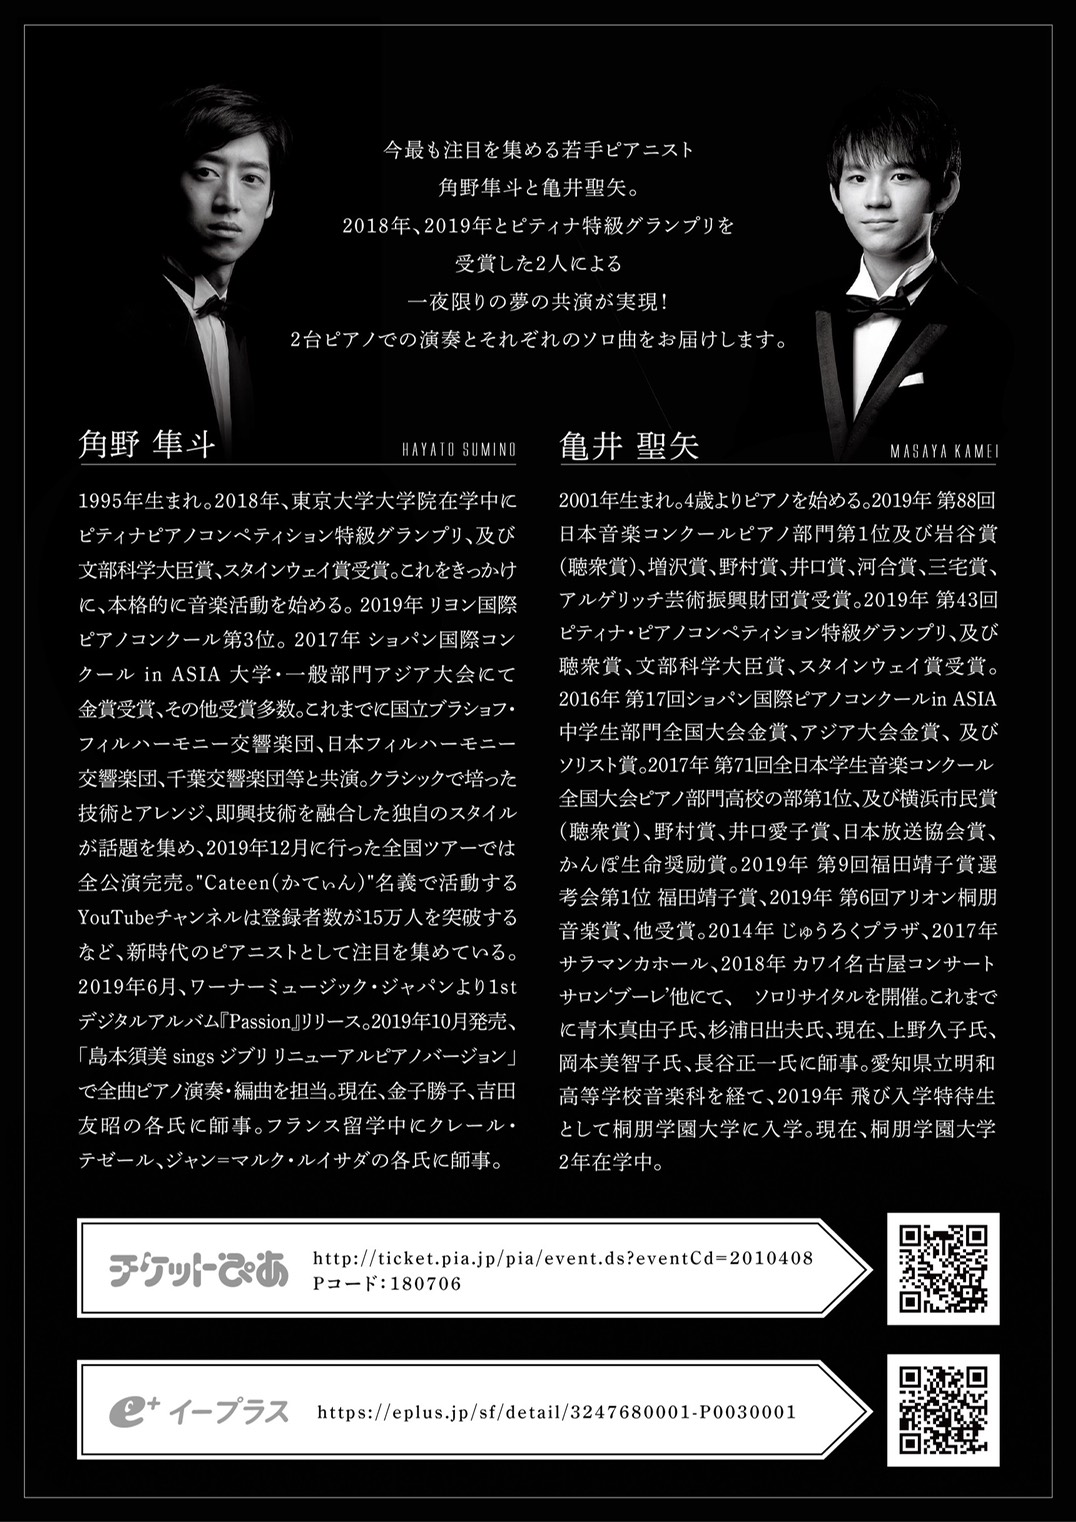 今最も注目を集める若手ピアニスト
角野隼斗と亀井聖矢。
2018年、2019年とピティナ特級グランプリを
受賞した2人による
一夜限りの夢の共演が実現！
2台ピアノでの演奏とそれぞれのソロ曲をお届けします。
角野 隼斗
HAYATO SUMINO
1995年生まれ。2018年、東京大学大学院在学中に
ピティナピアノコンペティション特級グランプリ、及び
文部科学大臣賞、スタインウェイ賞受賞。これをきっかけ
に、本格的に音楽活動を始める。2019年 リヨン国際
ピアノコンクール第3位。2017年 ショパン国際コン
クール in ASIA 大学・一般部門アジア大会にて
金賞受賞、その他受賞多数。これまでに国立ブラショフ・
フィルハーモニー交響楽団、日本フィルハーモニー
交響楽団、千葉交響楽団等と共演。クラシックで培った
技術とアレンジ、即興技術を融合した独自のスタイル
が話題を集め、2019年12月に行った全国ツアーでは
全公演完売。"Cateen(かてぃん)"名義で活動する
YouTubeチャンネルは登録者数が15万人を突破する
など、新時代のピアニストとして注目を集めている。
2019年6月、ワーナーミュージック・ジャパンより1st
デジタルアルバム『Passion』リリース。2019年10月発売、
「島本須美 sings ジブリ リニューアルピアノバージョン」
で全曲ピアノ演奏・編曲を担当。現在、金子勝子、吉田
友昭の各氏に師事。フランス留学中にクレール・
テゼール、ジャン=マルク・ルイサダの各氏に師事。
亀井 聖矢
MASAYA KAMEI
2001年生まれ。4歳よりピアノを始める。2019年 第88回
日本音楽コンクールピアノ部門第1位及び岩谷賞
(聴衆賞)、増沢賞、野村賞、井口賞、河合賞、三宅賞、
アルゲリッチ芸術振興財団賞受賞。2019年 第43回
ピティナ・ピアノコンペティション特級グランプリ、及び
聴衆賞、文部科学大臣賞、スタインウェイ賞受賞。
2016年 第17回ショパン国際ピアノコンクールin ASIA
中学生部門全国大会金賞、アジア大会金賞、及び
ソリスト賞。2017年 第71回全日本学生音楽コンクール
全国大会ピアノ部門高校の部第1位、及び横浜市民賞
(聴衆賞)、野村賞、井口愛子賞、日本放送協会賞、
かんぽ生命奨励賞。2019年 第9回福田靖子賞選
考会第1位 福田靖子賞、2019年 第6回アリオン桐朋
音楽賞、他受賞。2014年 じゅうろくプラザ、2017年
サラマンカホール、2018年 カワイ名古屋コンサート
サロン‘ブーレ’他にて、 ソロリサイタルを開催。これまで
に青木真由子氏、杉浦日出夫氏、現在、上野久子氏、
岡本美智子氏、長谷正一氏に師事。愛知県立明和
高等学校音楽科を経て、2019年 飛び入学特待生
として桐朋学園大学に入学。現在、桐朋学園大学
2年在学中。
チケットぴあ
http://ticket.pia.jp/pia/event.ds?eventCd=2010408
Pコード：180706
e+ イープラス
https://eplus.jp/sf/detail/3247680001-P0030001